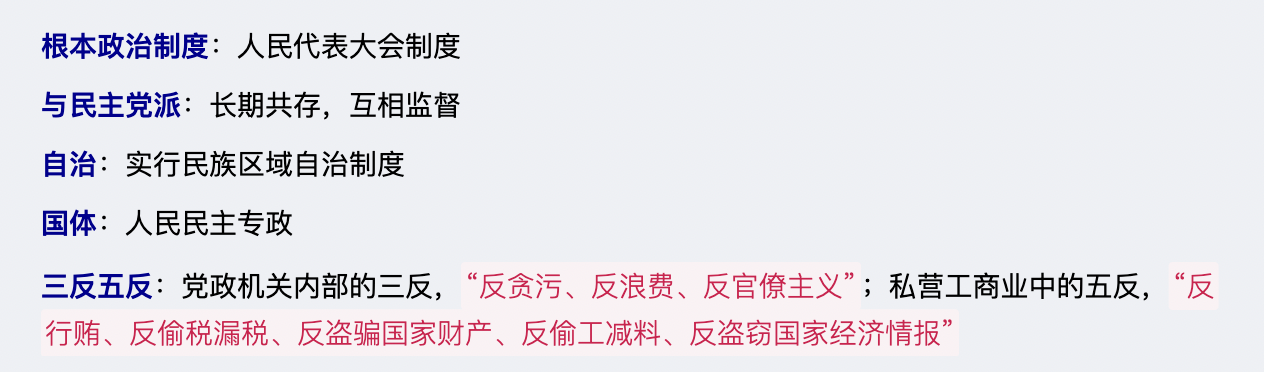 根本政治制度：人民代表大会制度
与民主党派：长期共存，互相监督
自治：实行民族区域自治制度
国体：人民民主专政
三反五反：党政机关内部的三反，“反贪污、反浪费、反官僚主义”；私营工商业中的五反，“反
行贿、反偷税漏税、反盗骗国家财产、反偷工减料、反盗窃国家经济情报”